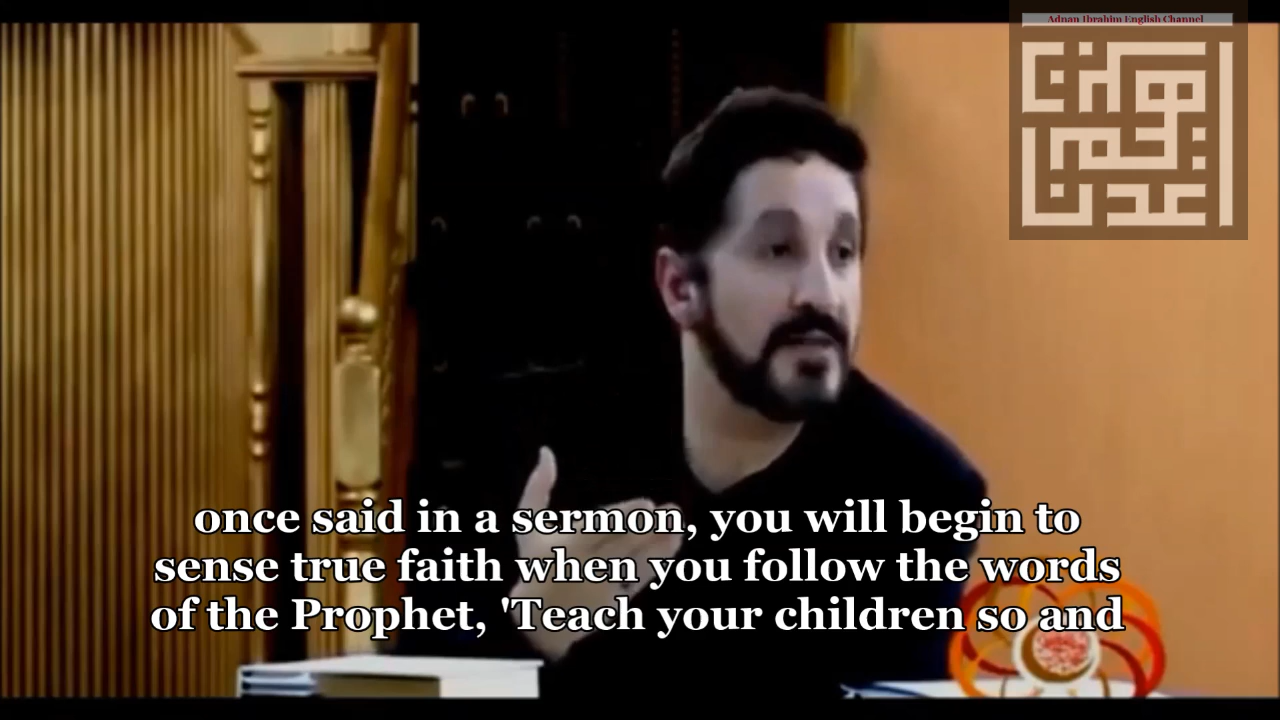 Adnan Ibrahim English Channel
once said in a sermon, you will begin to
sense true faith when you follow the words
of the Prophet, 'Teach your children so and